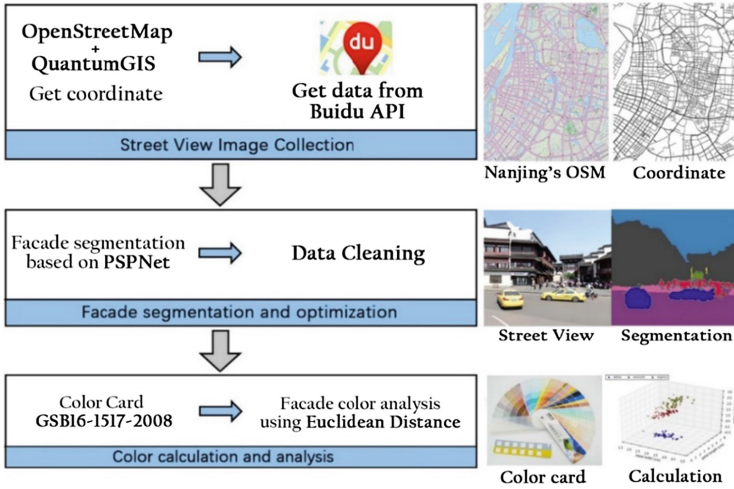 OpenStreetMap
+
QuantumGIS
Get coordinate
du
Get data from
Buidu API
Street View Image Collection
Nanjing's OSM
Coordinate
Facade segmentation
based on PSPNet
Data Cleaning
Facade segmentation and optimization
Street View
Segmentation
Color Card
GSB16-1517-2008
Facade color analysis
using Euclidean Distance
Color calculation and analysis
Color card
Calculation